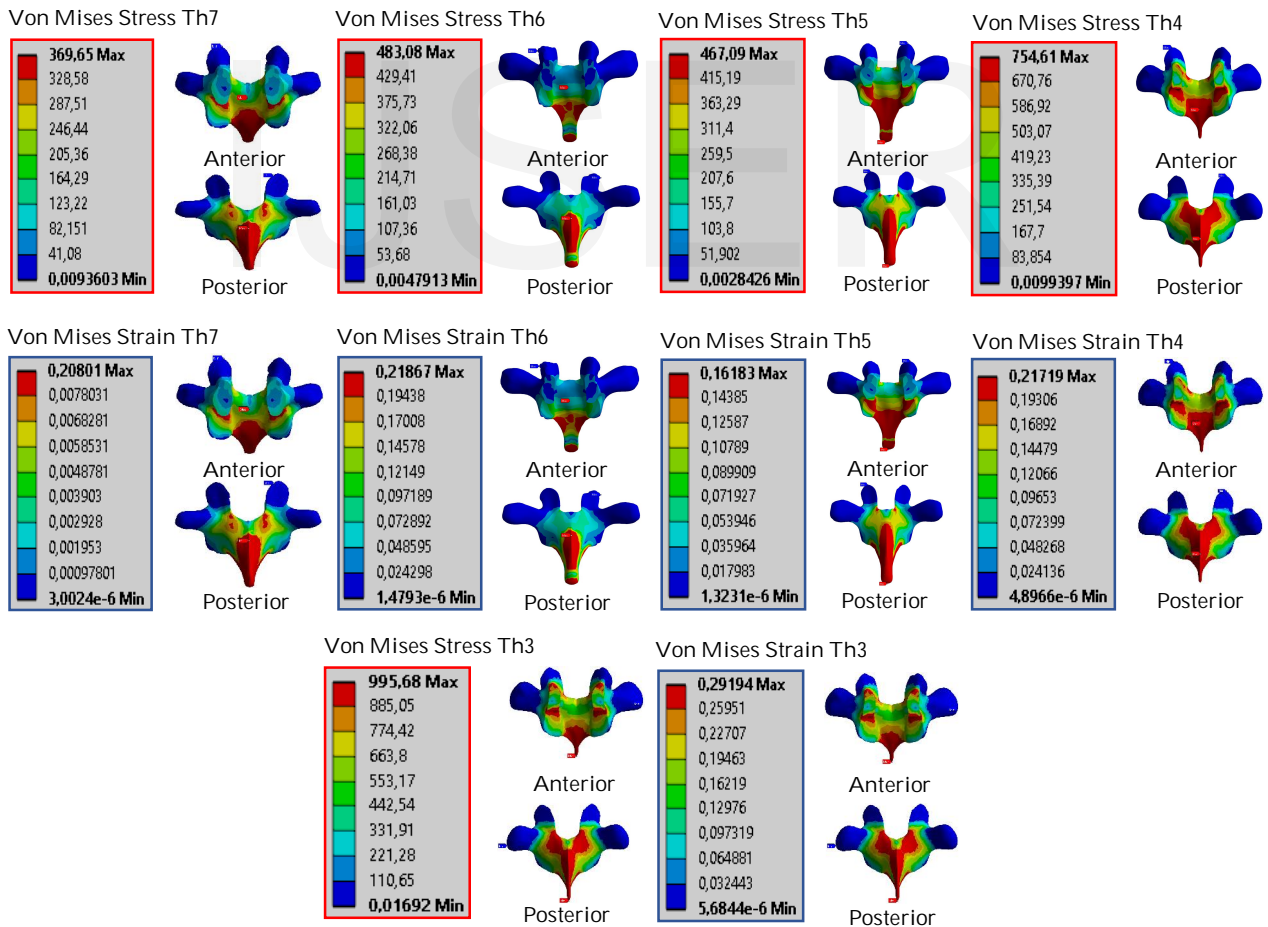 Von Mises Stress Th7
369,65 Max
328,58
287,51
246,44
205,36
164,29
123,22
82,151
41,08
0,0093603 Min
Anterior
Posterior
Von Mises Stress Th6
483,08 Max
429,41
375,73
322,06
268,38
214,71
161,03
107,36
53,68
0,0047913 Min
Anterior
Posterior
Von Mises Stress Th5
467,09 Max
415,19
363,29
311,4
259,5
207,6
155,7
103,8
51,902
0,0028426 Min
Anterior
Posterior
Von Mises Stress Th4
754,61 Max
670,76
586,92
503,07
419,23
335,39
251,54
167,7
83,854
0,0099397 Min
Anterior
Posterior
IJSER
Von Mises Strain Th7
0,20801 Max
0,0078031
0,0068281
0,0058531
0,0048781
0,003903
0,002928
0,001953
0,00097801
3,0024e-6 Min
Anterior
Posterior
Von Mises Strain Th6
0,21867 Max
0,19438
0,17008
0,14578
0,12149
0,097189
0,072892
0,048595
0,024298
1,4793e-6 Min
Anterior
Posterior
Von Mises Strain Th5
0,16183 Max
0,14385
0,12587
0,10789
0,089909
0,071927
0,053946
0,035964
0,017983
1,3231e-6 Min
Anterior
Posterior
Von Mises Strain Th4
0,21719 Max
0,19306
0,16892
0,14479
0,12066
0,09653
0,072399
0,048268
0,024136
4,8966e-6 Min
Anterior
Posterior
Von Mises Stress Th3
995,68 Max
885,05
774,42
663,8
553,17
442,54
331,91
221,28
110,65
0,01692 Min
Anterior
Posterior
Von Mises Strain Th3
0,29194 Max
0,25951
0,22707
0,19463
0,16219
0,12976
0,097319
0,064881
0,032443
5,6844e-6 Min
Anterior
Posterior